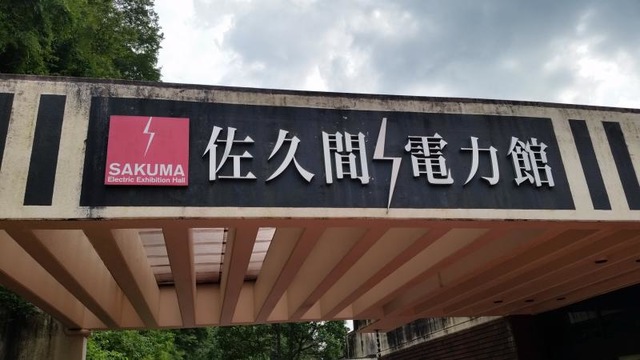 SAKUMA
Electric Exhibition Hall
佐久間電力館